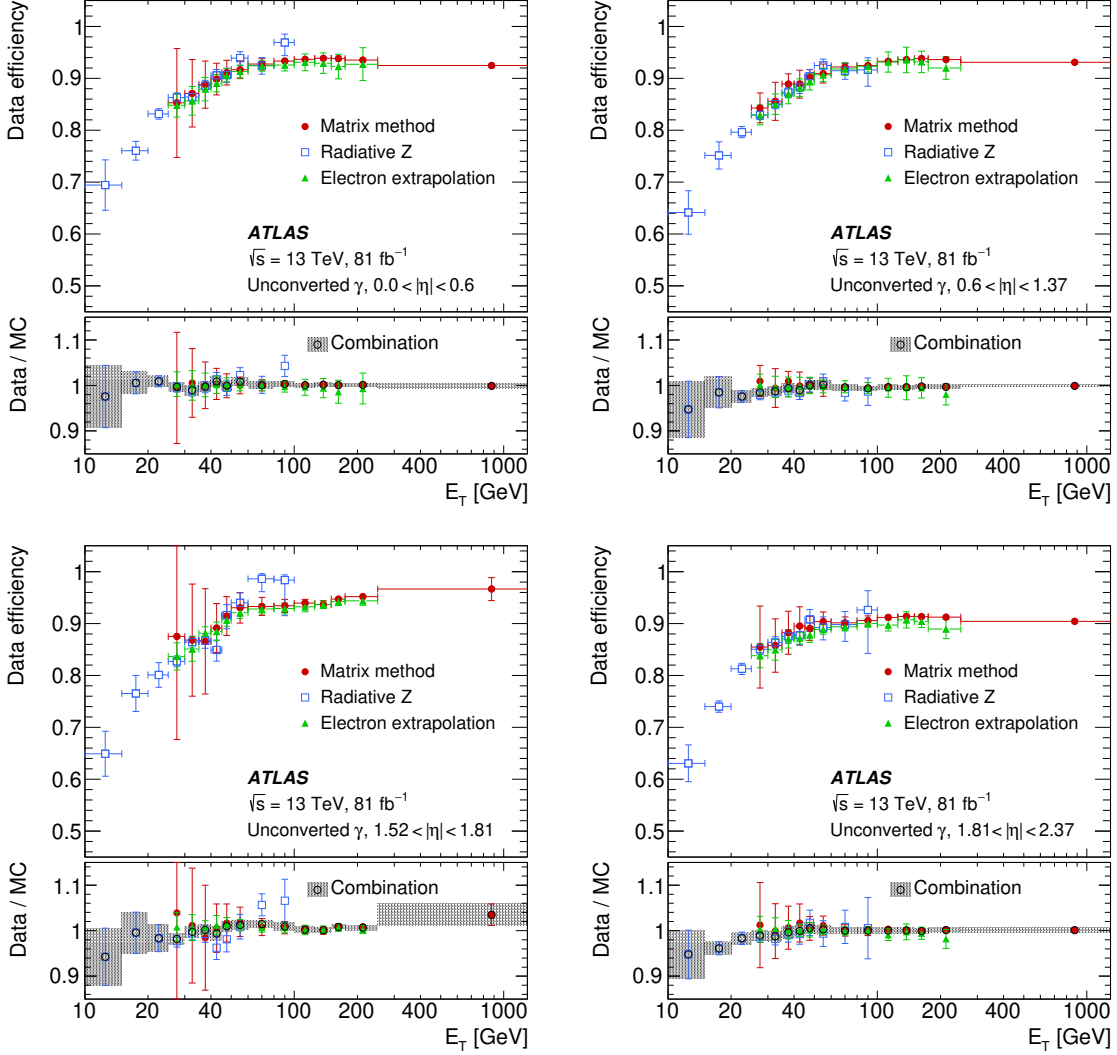 Data efficiency
1
0.9
0.8
0.7
0.6
0.5
Matrix method
Radiative Z
Electron extrapolation
ATLAS
√s = 13 TeV, 81 fb⁻¹
Unconverted γ, 0.0 < |η| < 0.6
Data / MC
1.1
1
0.9
Combination
10 20 40 100 200 400 1000
E_T [GeV]
Data efficiency
1
0.9
0.8
0.7
0.6
0.5
Matrix method
Radiative Z
Electron extrapolation
ATLAS
√s = 13 TeV, 81 fb⁻¹
Unconverted γ, 0.6 < |η| < 1.37
Data / MC
1.1
1
0.9
Combination
10 20 40 100 200 400 1000
E_T [GeV]
Data efficiency
1
0.9
0.8
0.7
0.6
0.5
Matrix method
Radiative Z
Electron extrapolation
ATLAS
√s = 13 TeV, 81 fb⁻¹
Unconverted γ, 1.52 < |η| < 1.81
Data / MC
1.1
1
0.9
Combination
10 20 40 100 200 400 1000
E_T [GeV]
Data efficiency
1
0.9
0.8
0.7
0.6
0.5
Matrix method
Radiative Z
Electron extrapolation
ATLAS
√s = 13 TeV, 81 fb⁻¹
Unconverted γ, 1.81 < |η| < 2.37
Data / MC
1.1
1
0.9
Combination
10 20 40 100 200 400 1000
E_T [GeV]